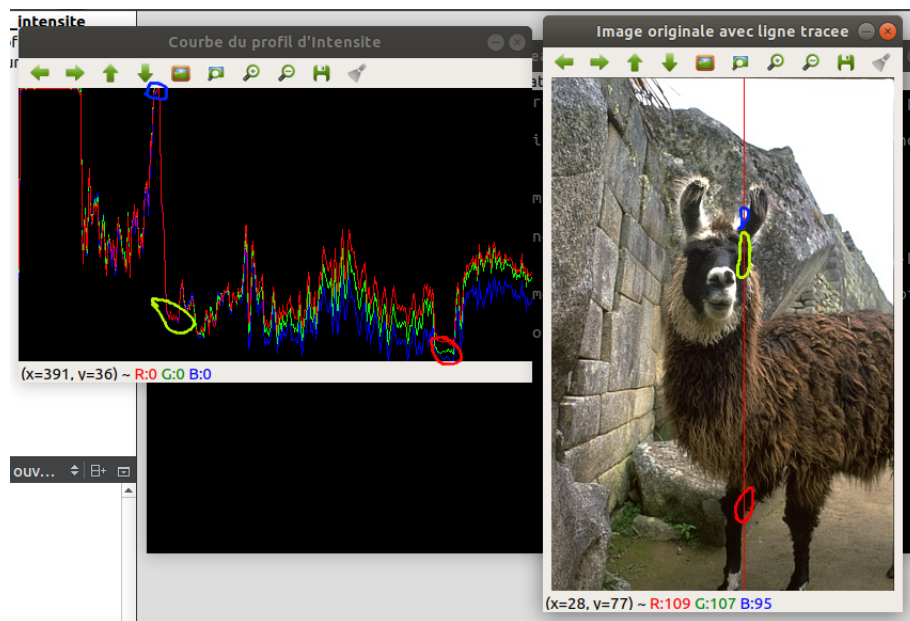 intensite
Courbe du profil d'Intensite
Image originale avec ligne tracee
(x=391, y=36) ~ R:0 G:0 B:0
ouv...
(x=28, y=77) ~ R:109 G:107 B:95